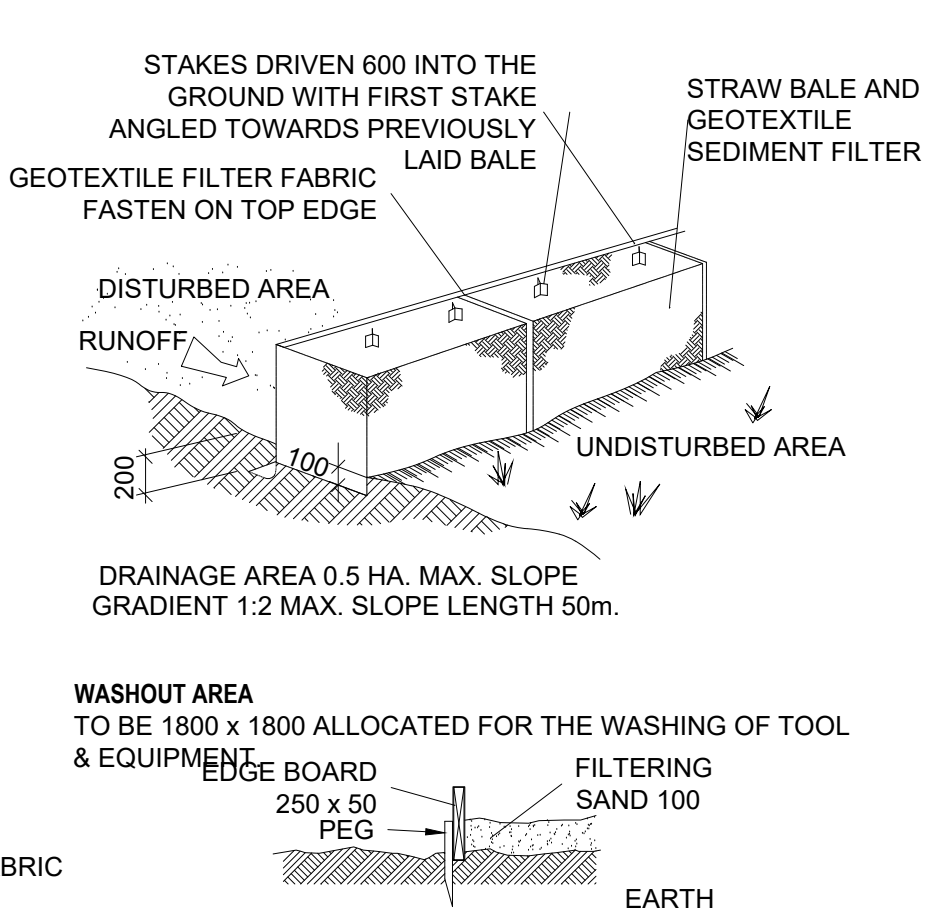 STAKES DRIVEN 600 INTO THE
GROUND WITH FIRST STAKE
ANGLED TOWARDS PREVIOUSLY
LAID BALE
STRAW BALE AND
GEOTEXTILE
SEDIMENT FILTER
GEOTEXTILE FILTER FABRIC
FASTEN ON TOP EDGE
DISTURBED AREA
RUNOFF
UNDISTURBED AREA
100
200
DRAINAGE AREA 0.5 HA. MAX. SLOPE
GRADIENT 1:2 MAX. SLOPE LENGTH 50m.
WASHOUT AREA
TO BE 1800 x 1800 ALLOCATED FOR THE WASHING OF TOOL
& EQUIPMENT.
EDGE BOARD
250 x 50
PEG
FILTERING
SAND 100
BRIC
EARTH